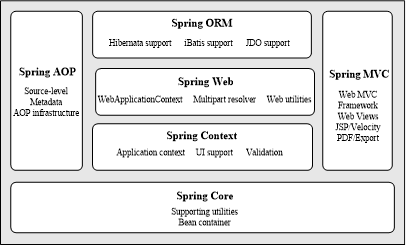 Spring ORM
Hibernata support iBatis support JDO support
Spring AOP
Source-level
Metadata
AOP infrastructure
Spring Web
WebApplicationContext Multipart resolver Web utilities
Spring Context
Application context UI support Validation
Spring MVC
Web MVC
Framework
Web Views
JSP/Velocity
PDF/Export
Spring Core
Supporting utilities
Bean container